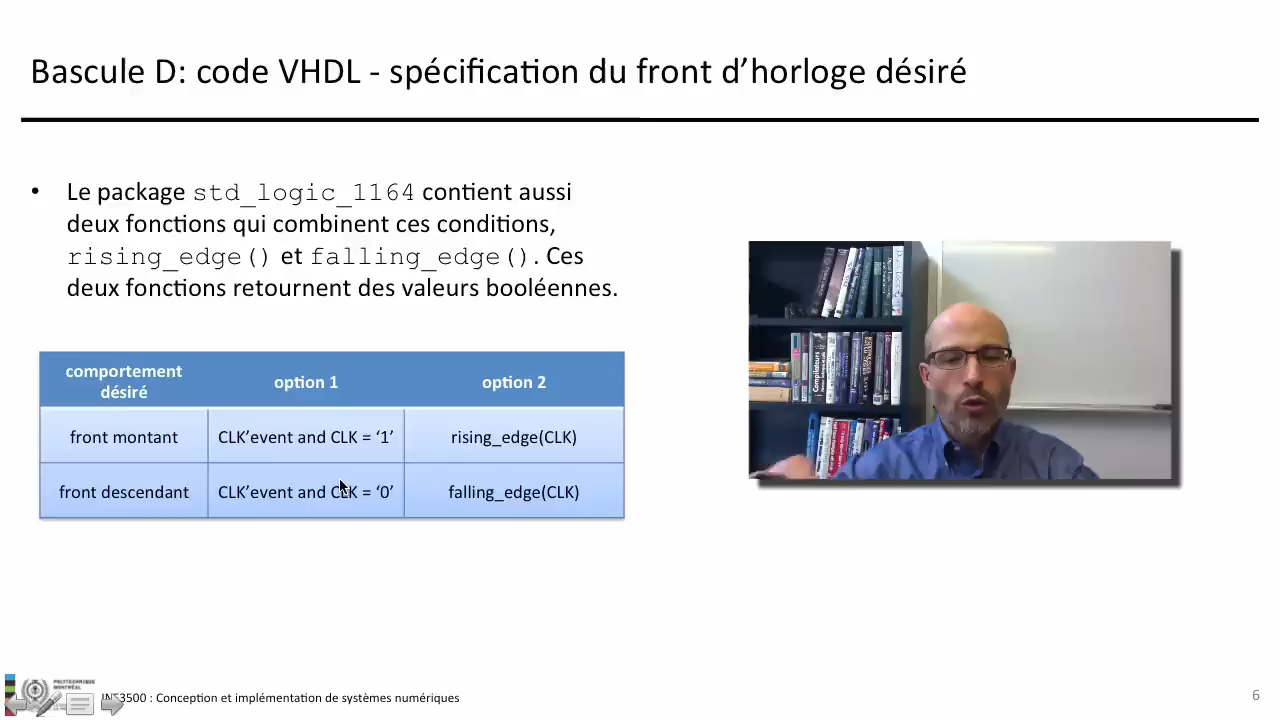 Bascule D: code VHDL - spécification du front d’horloge désiré
• Le package std_logic_1164 contient aussi
deux fonctions qui combinent ces conditions,
rising_edge() et falling_edge(). Ces
deux fonctions retournent des valeurs booléennes.
comportement
désiré
option 1
option 2
front montant
CLK’event and CLK = ‘1’
rising_edge(CLK)
front descendant
CLK’event and CLK = ‘0’
falling_edge(CLK)
Compilateurs
POLYTECHNIQUE
MONTRÉAL
INF3500 : Conception et implémentation de systèmes numériques
6